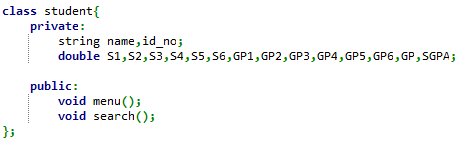 class student{
private:
string name,id_no;
double S1,S2,S3,S4,S5,S6,GP1,GP2,GP3,GP4,GP5,GP6,GP,SGPA;
public:
void menu();
void search();
};